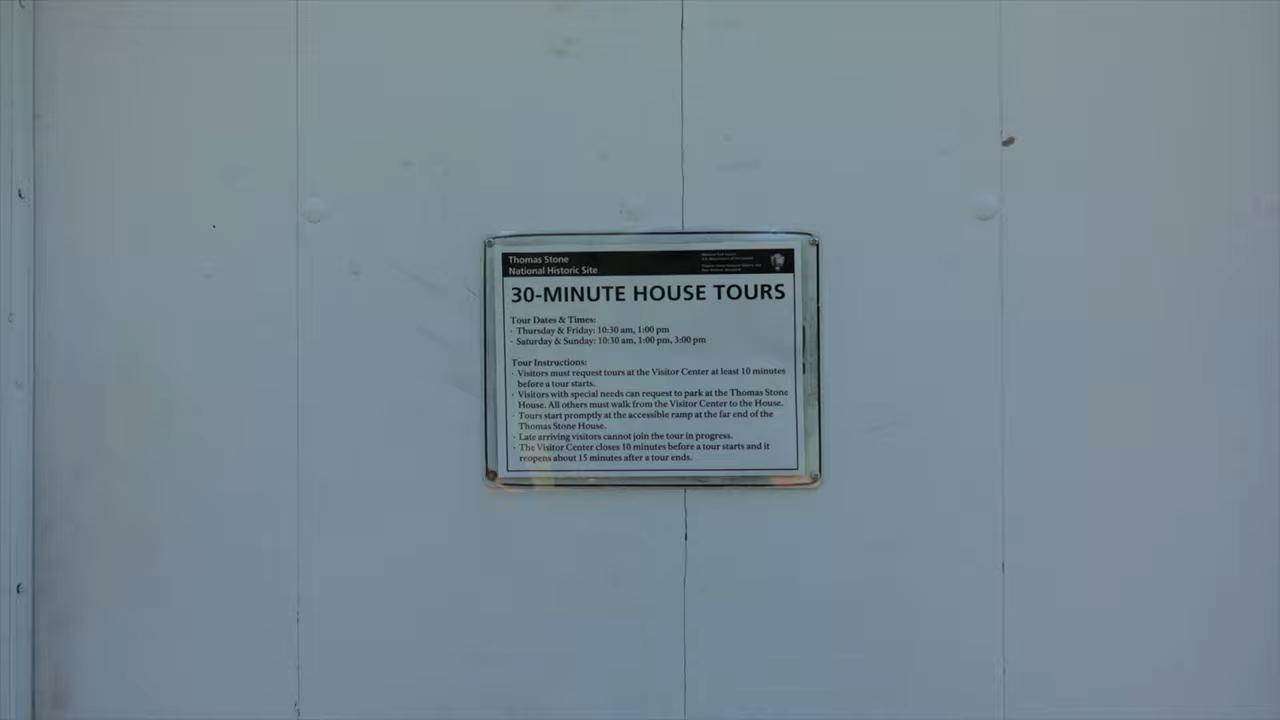 Thomas Stone
National Historic Site
30-MINUTE HOUSE TOURS
Tour Dates & Times:
· Thursday & Friday: 10:30 am, 1:00 pm
· Saturday & Sunday: 10:30 am, 1:00 pm, 3:00 pm
Tour Instructions:
· Visitors must request tours at the Visitor Center at least 10 minutes
before a tour starts.
· Visitors with special needs can request to park at the Thomas Stone
House. All others must walk from the Visitor Center to the House.
· Tours start promptly at the accessible ramp at the far end of the
Thomas Stone House.
· Late arriving visitors cannot join the tour in progress.
· The Visitor Center closes 10 minutes before a tour starts and it
reopens about 15 minutes after a tour ends.